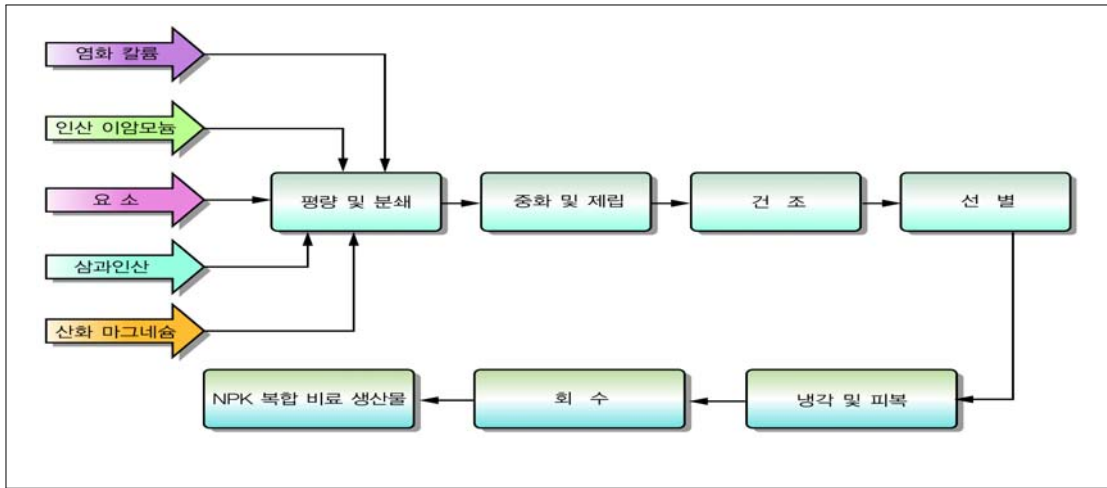 염화 칼륨
인산 이암모늄
요 소
삼과인산
산화 마그네슘
평량 및 분쇄
중화 및 제립
건 조
선 별
냉각 및 피복
회 수
NPK 복합 비료 생산물